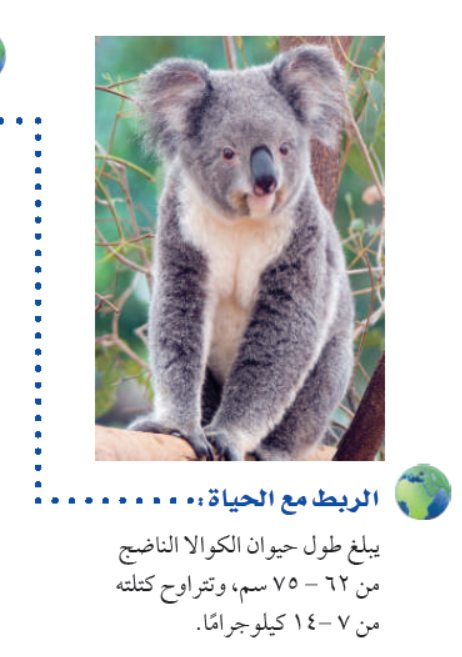 الربط مع الحياة:
يبلغ طول حيوان الكوالا الناضج
من ٦٢ – ٧٥ سم، وتتراوح كتلته
من ٧ –١٤ كيلوجرامًا.